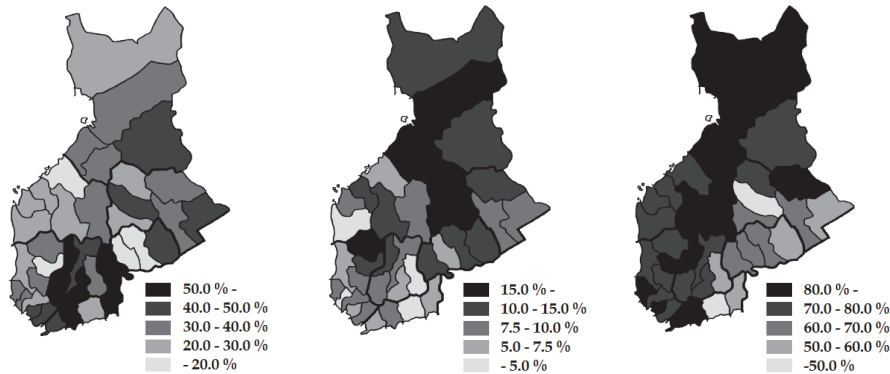 50.0 % -
40.0 - 50.0 %
30.0 - 40.0 %
20.0 - 30.0 %
- 20.0 %
15.0 % -
10.0 - 15.0 %
7.5 - 10.0 %
5.0 - 7.5 %
- 5.0 %
80.0 % -
70.0 - 80.0 %
60.0 - 70.0 %
50.0 - 60.0 %
-50.0 %